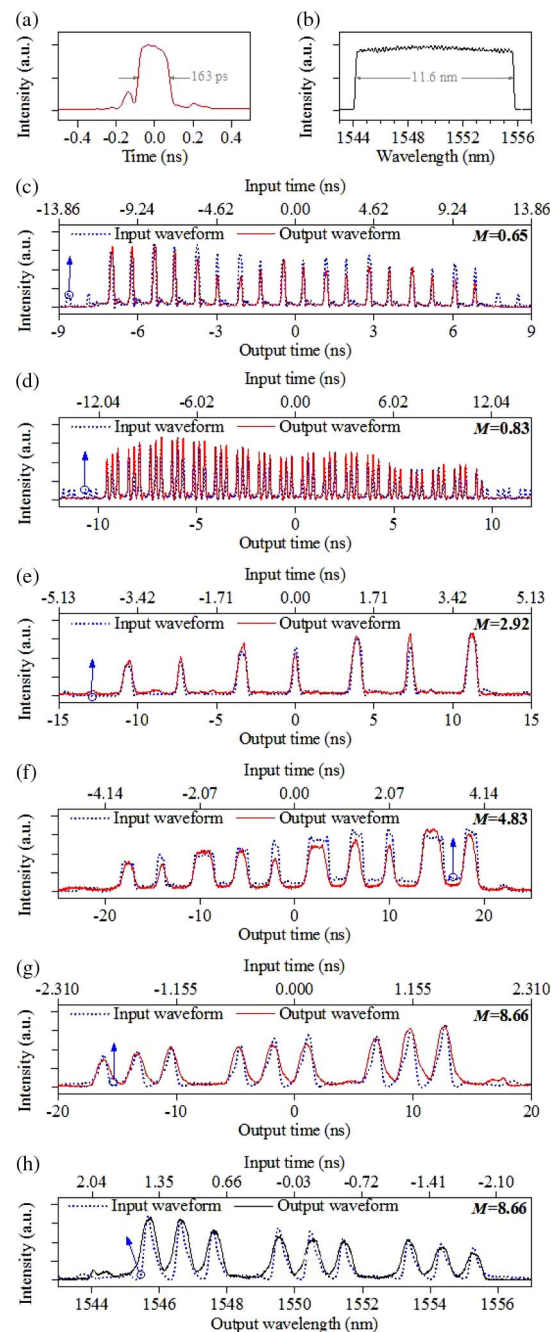 (a)
Intensity (a.u.)
163 ps
-0.4 -0.2 0.0 0.2 0.4
Time (ns)
(b)
Intensity (a.u.)
11.6 nm
1544 1548 1552 1556
Wavelength (nm)
(c)
Input time (ns)
-13.86 -9.24 -4.62 0.00 4.62 9.24 13.86
Input waveform Output waveform M=0.65
Intensity (a.u.)
-9 -6 -3 0 3 6 9
Output time (ns)
(d)
Input time (ns)
-12.04 -6.02 0.00 6.02 12.04
Input waveform Output waveform M=0.83
Intensity (a.u.)
-10 -5 0 5 10
Output time (ns)
(e)
Input time (ns)
-5.13 -3.42 -1.71 0.00 1.71 3.42 5.13
Input waveform Output waveform M=2.92
Intensity (a.u.)
-15 -10 -5 0 5 10 15
Output time (ns)
(f)
Input time (ns)
-4.14 -2.07 0.00 2.07 4.14
Input waveform Output waveform M=4.83
Intensity (a.u.)
-20 -10 0 10 20
Output time (ns)
(g)
Input time (ns)
-2.310 -1.155 0.000 1.155 2.310
Input waveform Output waveform M=8.66
Intensity (a.u.)
-20 -10 0 10 20
Output time (ns)
(h)
Input time (ns)
2.04 1.35 0.66 -0.03 -0.72 -1.41 -2.10
Input waveform Output waveform M=8.66
Intensity (a.u.)
1544 1546 1548 1550 1552 1554 1556
Output wavelength (nm)